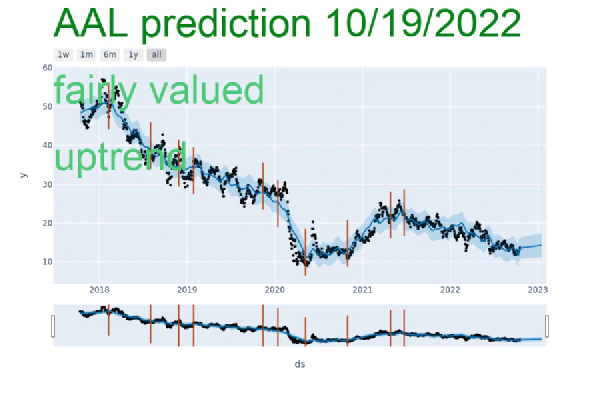 AAL prediction 10/19/2022
1w 1m 6m 1y all
60
fairly valued
50
40
uptrend
30
y
20
10
2018 2019 2020 2021 2022 2023
ds